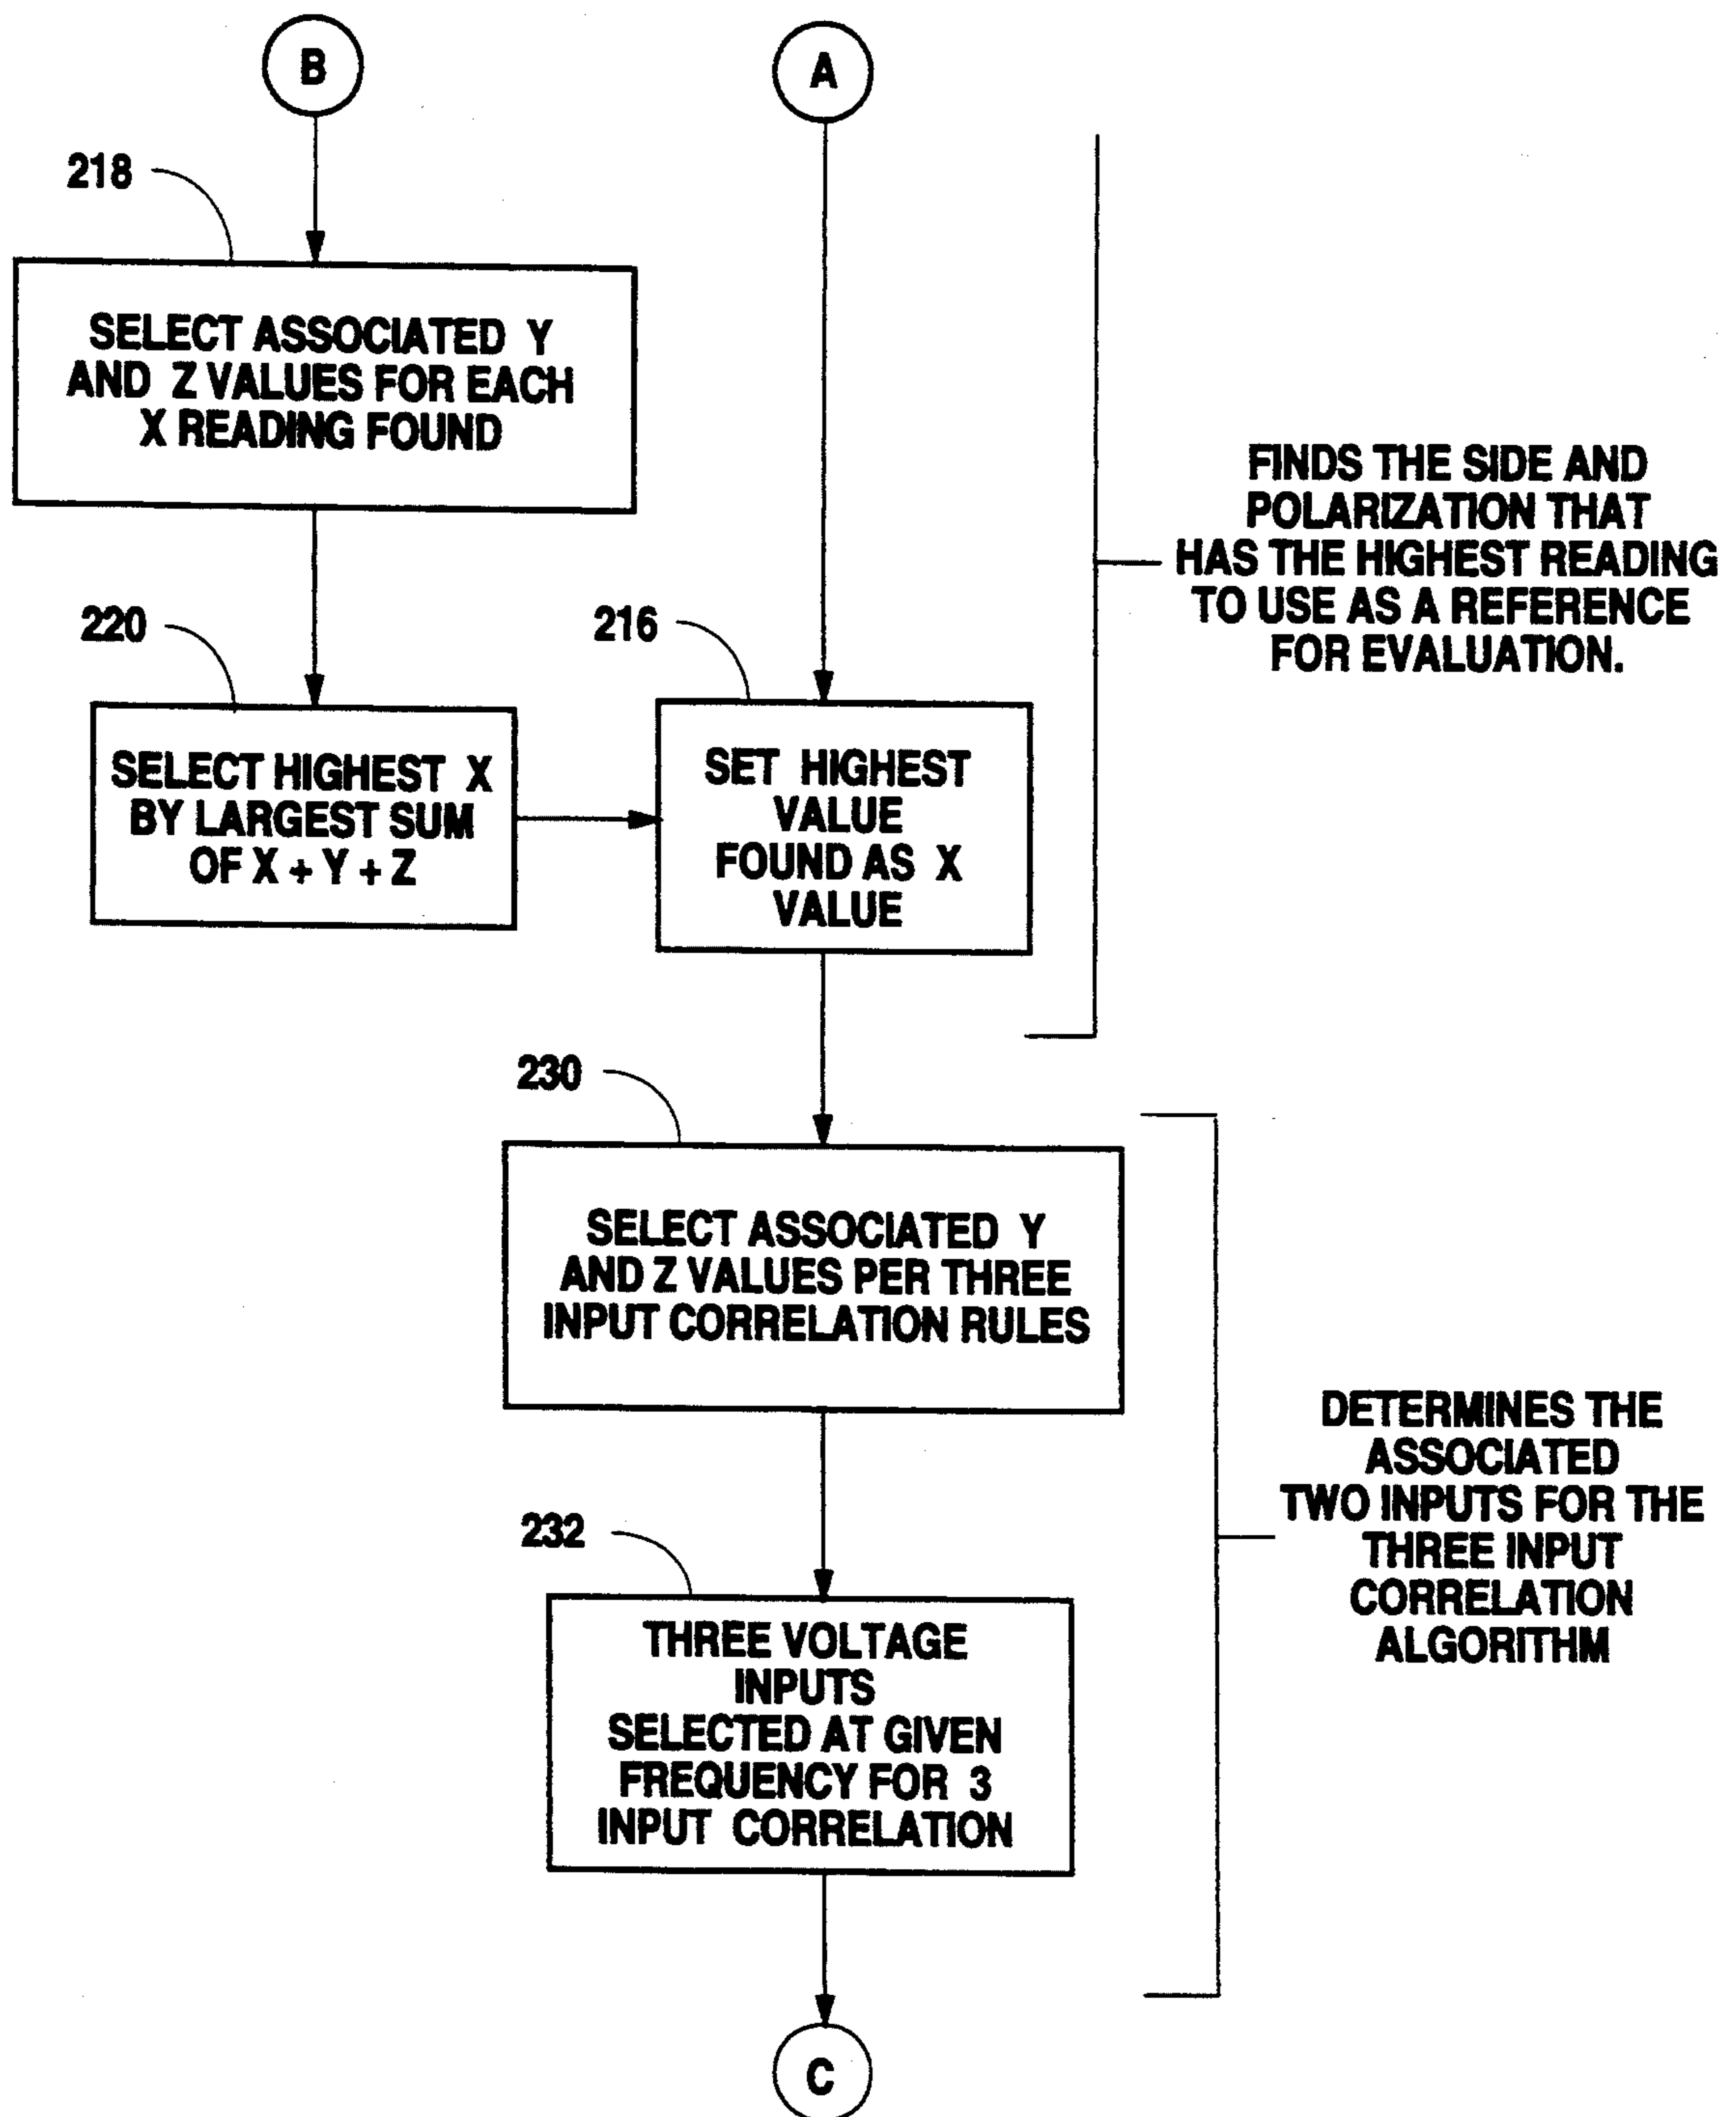 B
A
218
SELECT ASSOCIATED Y
AND Z VALUES FOR EACH
X READING FOUND
FINDS THE SIDE AND
POLARIZATION THAT
HAS THE HIGHEST READING
TO USE AS A REFERENCE
FOR EVALUATION.
220
SELECT HIGHEST X
BY LARGEST SUM
OF X + Y + Z
216
SET HIGHEST
VALUE
FOUND AS X
VALUE
230
SELECT ASSOCIATED Y
AND Z VALUES PER THREE
INPUT CORRELATION RULES
DETERMINES THE
ASSOCIATED
TWO INPUTS FOR THE
THREE INPUT
CORRELATION
ALGORITHM
232
THREE VOLTAGE
INPUTS
SELECTED AT GIVEN
FREQUENCY FOR 3
INPUT CORRELATION
C